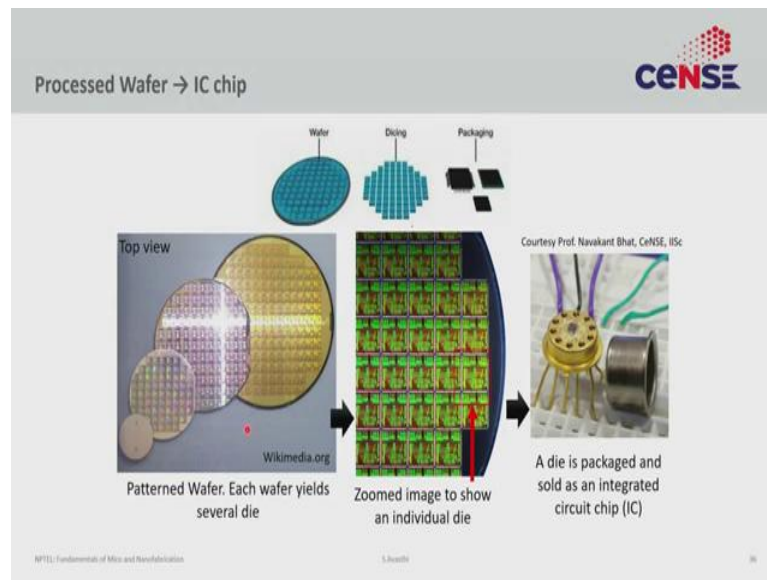 Processed Wafer → IC chip
CeNSE
Wafer
Dicing
Packaging
Top view
Wikimedia.org
Courtesy Prof. Navakant Bhat, CeNSE, IISc
Patterned Wafer. Each wafer yields
several die
Zoomed image to show
an individual die
A die is packaged and
sold as an integrated
circuit chip (IC)
NPTEL: Fundamentals of Micro and Nanofabrication
S.Avasthi